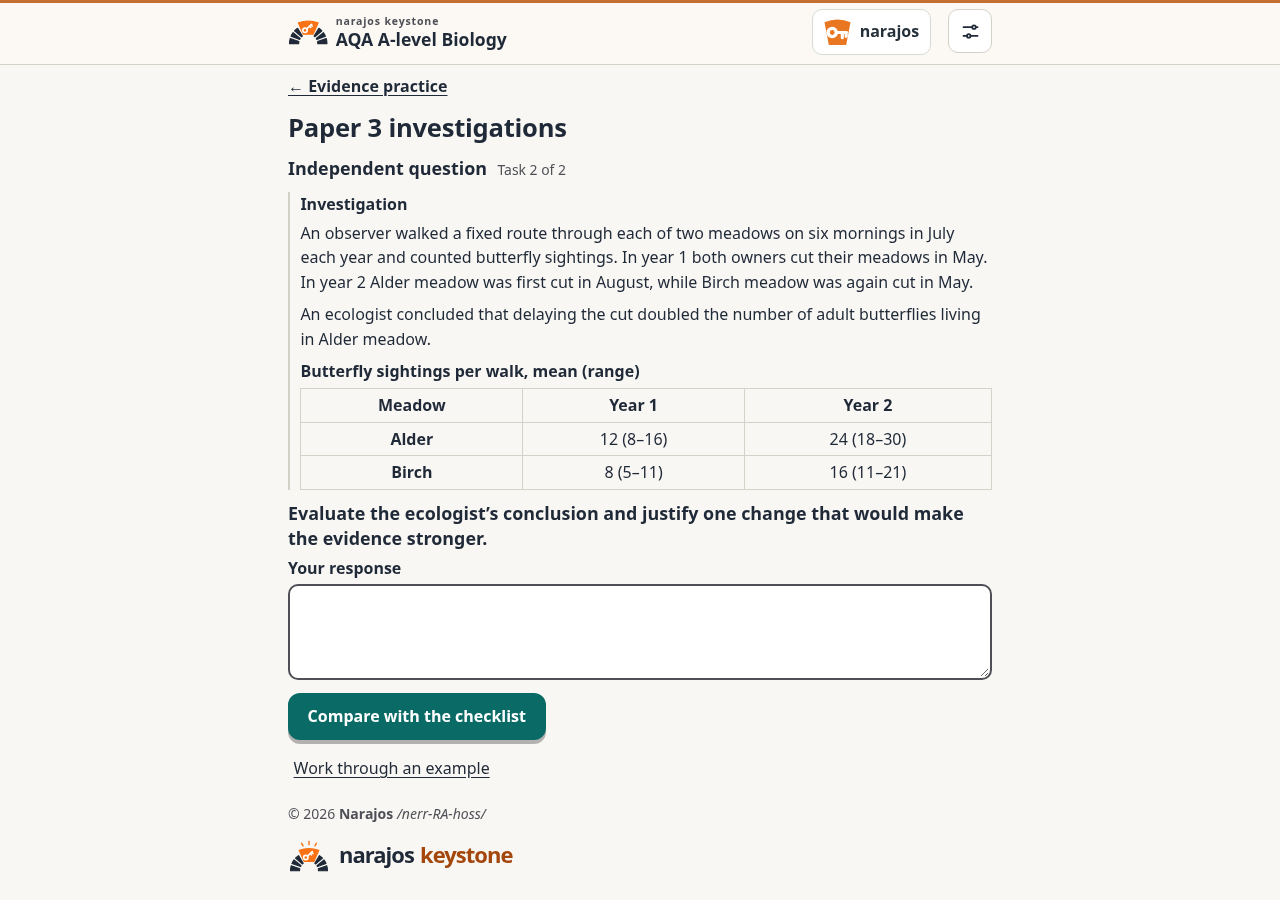 narajos keystone
AQA A-level Biology
narajos
← Evidence practice
Paper 3 investigations
Independent question Task 2 of 2
Investigation
An observer walked a fixed route through each of two meadows on six mornings in July
each year and counted butterfly sightings. In year 1 both owners cut their meadows in May.
In year 2 Alder meadow was first cut in August, while Birch meadow was again cut in May.
An ecologist concluded that delaying the cut doubled the number of adult butterflies living
in Alder meadow.
Butterfly sightings per walk, mean (range)
Meadow Year 1 Year 2
Alder 12 (8–16) 24 (18–30)
Birch 8 (5–11) 16 (11–21)
Evaluate the ecologist’s conclusion and justify one change that would make
the evidence stronger.
Your response
Compare with the checklist
Work through an example
© 2026 Narajos /nerr-RA-hoss/
narajos keystone